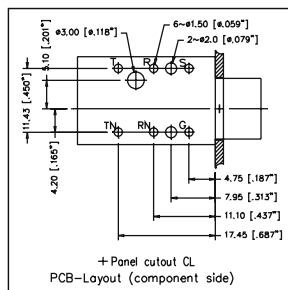 6~ø1.50 [ø.059"]
ø3.00 [ø.118"]
2~ø2.0 [ø.079"]
T R S
5.10 [.201"]
11.43 [.450"]
4.20 [.165"]
TN RN G
4.75 [.187"]
7.95 [.313"]
11.10 [.437"]
17.45 [.687"]
+ Panel cutout CL
PCB-Layout (component side)